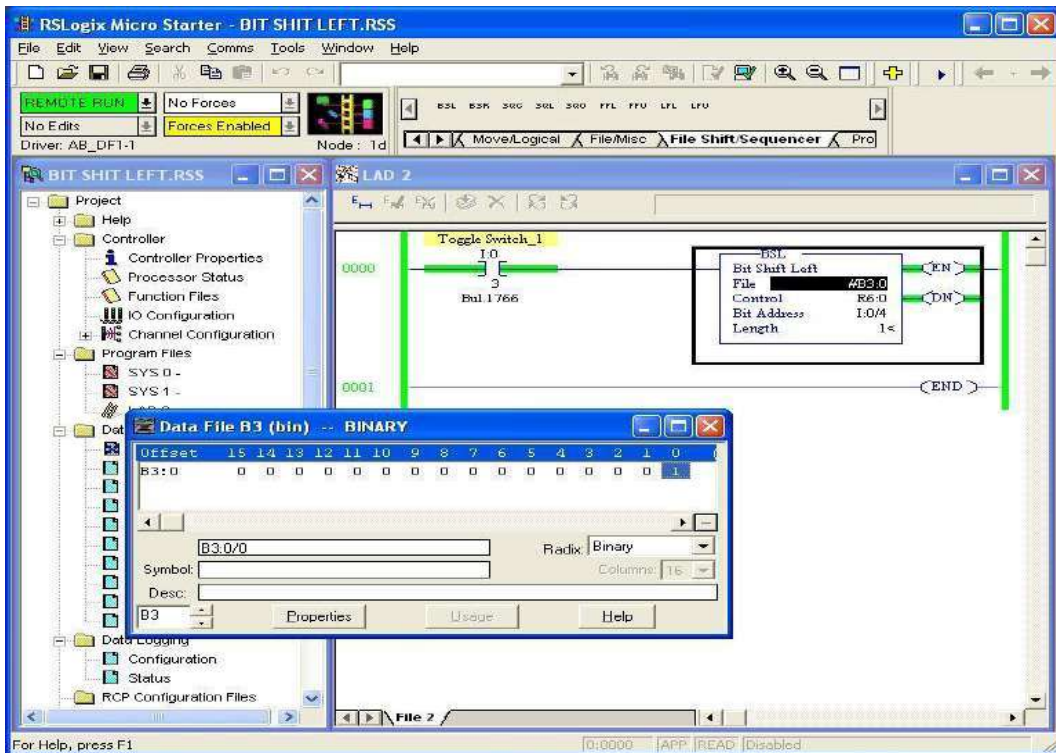 RSLogix Micro Starter - BIT SHIT LEFT.RSS
File Edit View Search Comms Tools Window Help
REMOTE RUN No Forces
No Edits Forces Enabled
Driver: AB_DF1-1 Node : 1d
BSL BSR SQC SQL SQO FFL FFU LFL LFU
Move/Logical File/Misc File Shift/Sequencer Pro
BIT SHIT LEFT.RSS
Project
Help
Controller
Controller Properties
Processor Status
Function Files
IO Configuration
Channel Configuration
Program Files
SYS 0 -
SYS 1 -
Data Logging
Configuration
Status
RCP Configuration Files
LAD 2
Toggle Switch_1
I:0
0000
3
Bul.1766
BSL
Bit Shift Left
File #B3:0
Control R6:0
Bit Address I:0/4
Length 1<
EN
DN
0001
END
File 2
Data File B3 (bin) -- BINARY
Offset 15 14 13 12 11 10 9 8 7 6 5 4 3 2 1 0
B3:0 0 0 0 0 0 0 0 0 0 0 0 0 0 0 0 1
B3:0/0
Radix: Binary
Symbol:
Columns: 16
Desc:
B3
Properties Usage Help
For Help, press F1
0:0000 APP READ Disabled